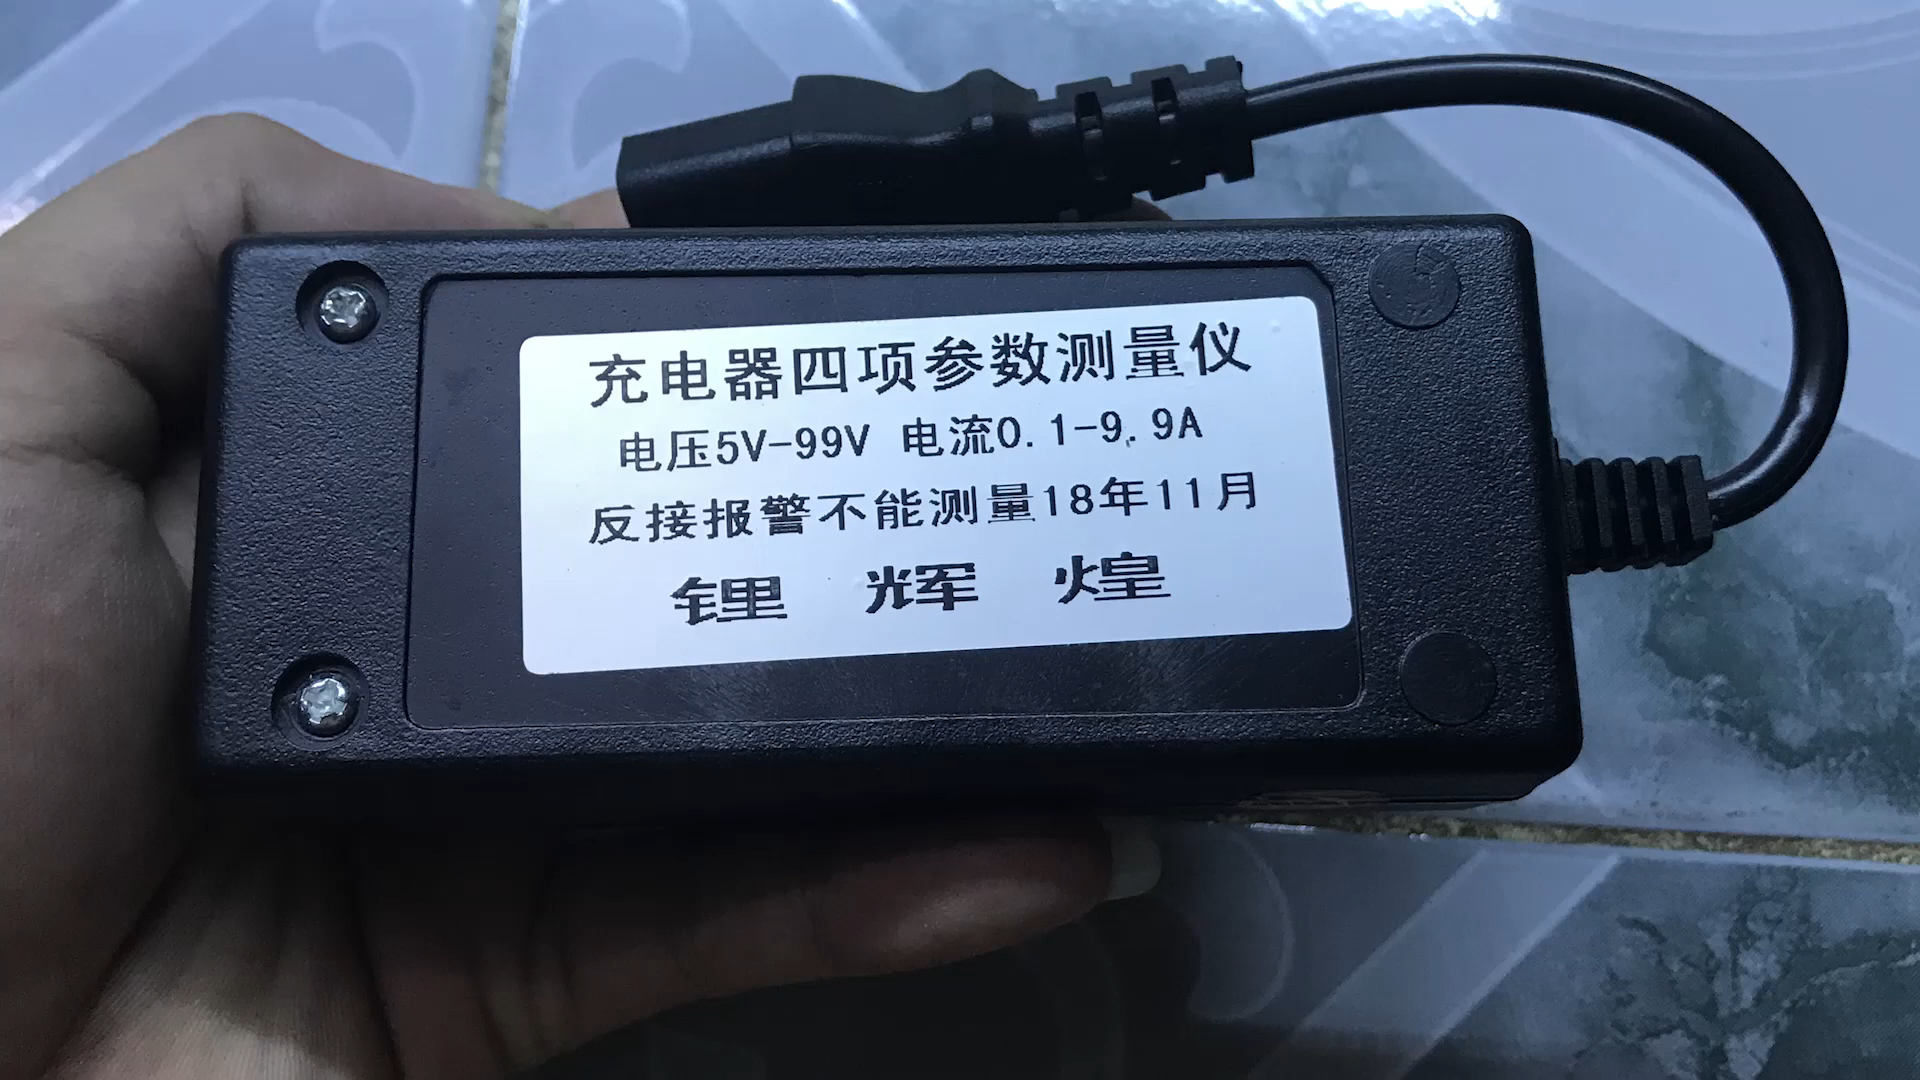 充电器四项参数测量仪
电压5V-99V 电流0.1-9.9A
反接报警不能测量18年11月
锂 辉 煌